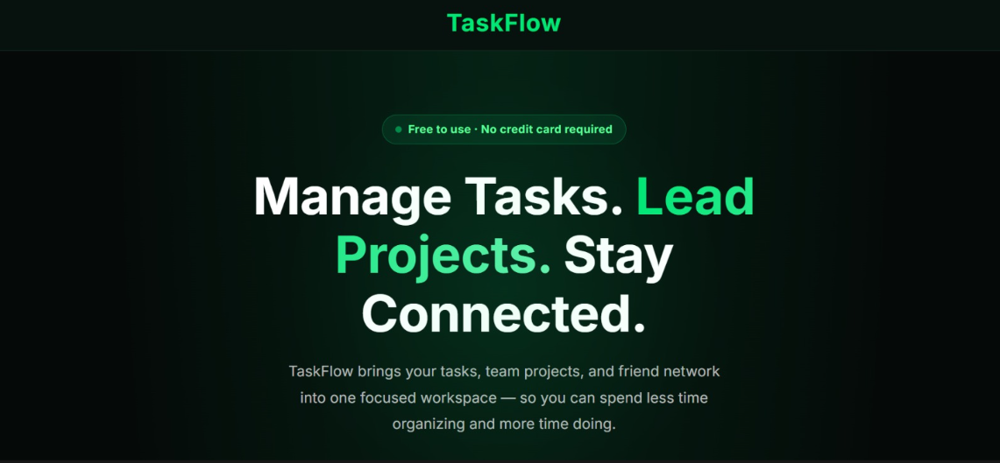 TaskFlow
Free to use · No credit card required
Manage Tasks. Lead
Projects. Stay
Connected.
TaskFlow brings your tasks, team projects, and friend network
into one focused workspace — so you can spend less time
organizing and more time doing.